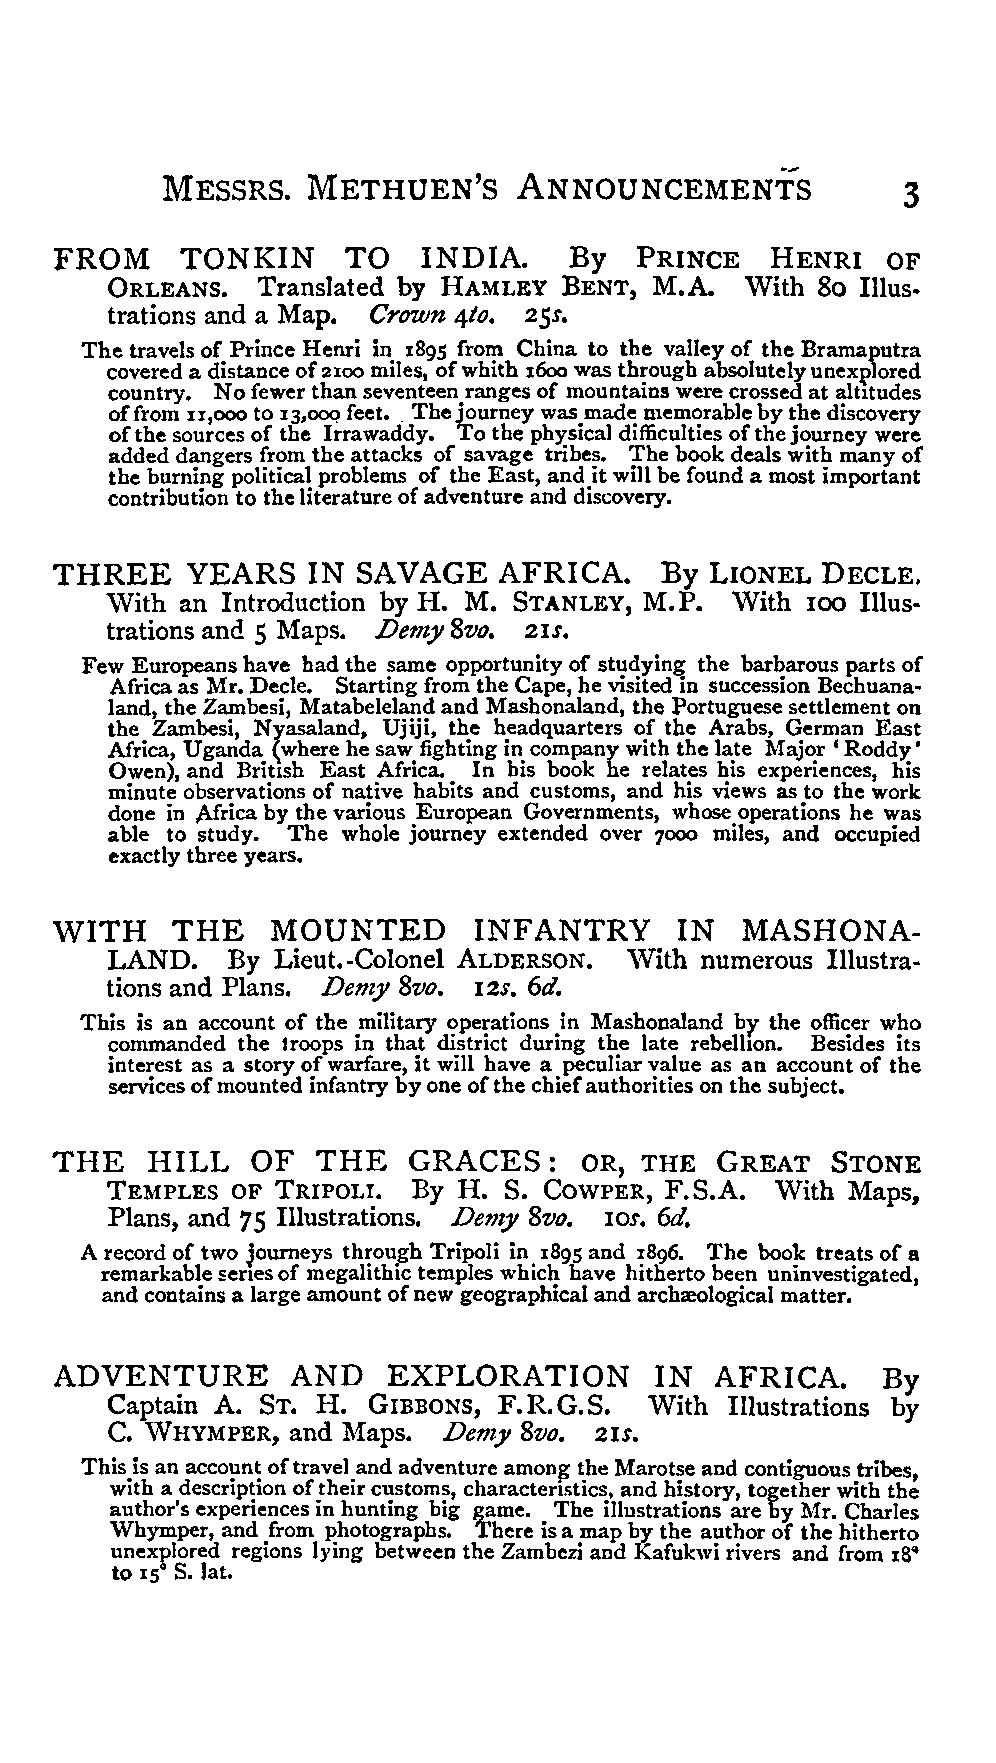 MESSRS. METHUEN'S ANNOUNCEMENTS 3
FROM TONKIN TO INDIA. By PRINCE HENRI OF
ORLEANS. Translated by HAMLEY BENT, M.A. With 80 Illus-
trations and a Map. Crown 4to. 25s.
The travels of Prince Henri in 1895 from China to the valley of the Bramaputra
covered a distance of 2100 miles, of whith 1600 was through absolutely unexplored
country. No fewer than seventeen ranges of mountains were crossed at altitudes
of from 11,000 to 13,000 feet. The journey was made memorable by the discovery
of the sources of the Irrawaddy. To the physical difficulties of the journey were
added dangers from the attacks of savage tribes. The book deals with many of
the burning political problems of the East, and it will be found a most important
contribution to the literature of adventure and discovery.
THREE YEARS IN SAVAGE AFRICA. By LIONEL DECLE.
With an Introduction by H. M. STANLEY, M.P. With 100 Illus-
trations and 5 Maps. Demy 8vo. 21s.
Few Europeans have had the same opportunity of studying the barbarous parts of
Africa as Mr. Decle. Starting from the Cape, he visited in succession Bechuana-
land, the Zambesi, Matabeleland and Mashonaland, the Portuguese settlement on
the Zambesi, Nyasaland, Ujiji, the headquarters of the Arabs, German East
Africa, Uganda (where he saw fighting in company with the late Major ‘Roddy’
Owen), and British East Africa. In his book he relates his experiences, his
minute observations of native habits and customs, and his views as to the work
done in Africa by the various European Governments, whose operations he was
able to study. The whole journey extended over 7000 miles, and occupied
exactly three years.
WITH THE MOUNTED INFANTRY IN MASHONA-
LAND. By Lieut.-Colonel ALDERSON. With numerous Illustra-
tions and Plans. Demy 8vo. 12s. 6d.
This is an account of the military operations in Mashonaland by the officer who
commanded the troops in that district during the late rebellion. Besides its
interest as a story of warfare, it will have a peculiar value as an account of the
services of mounted infantry by one of the chief authorities on the subject.
THE HILL OF THE GRACES: OR, THE GREAT STONE
TEMPLES OF TRIPOLI. By H. S. COWPER, F.S.A. With Maps,
Plans, and 75 Illustrations. Demy 8vo. 10s. 6d.
A record of two journeys through Tripoli in 1895 and 1896. The book treats of a
remarkable series of megalithic temples which have hitherto been uninvestigated,
and contains a large amount of new geographical and archæological matter.
ADVENTURE AND EXPLORATION IN AFRICA. By
Captain A. ST. H. GIBBONS, F.R.G.S. With Illustrations by
C. WHYMPER, and Maps. Demy 8vo. 21s.
This is an account of travel and adventure among the Marotse and contiguous tribes,
with a description of their customs, characteristics, and history, together with the
author's experiences in hunting big game. The illustrations are by Mr. Charles
Whymper, and from photographs. There is a map by the author of the hitherto
unexplored regions lying between the Zambezi and Kafukwi rivers and from 18°
to 15° S. lat.